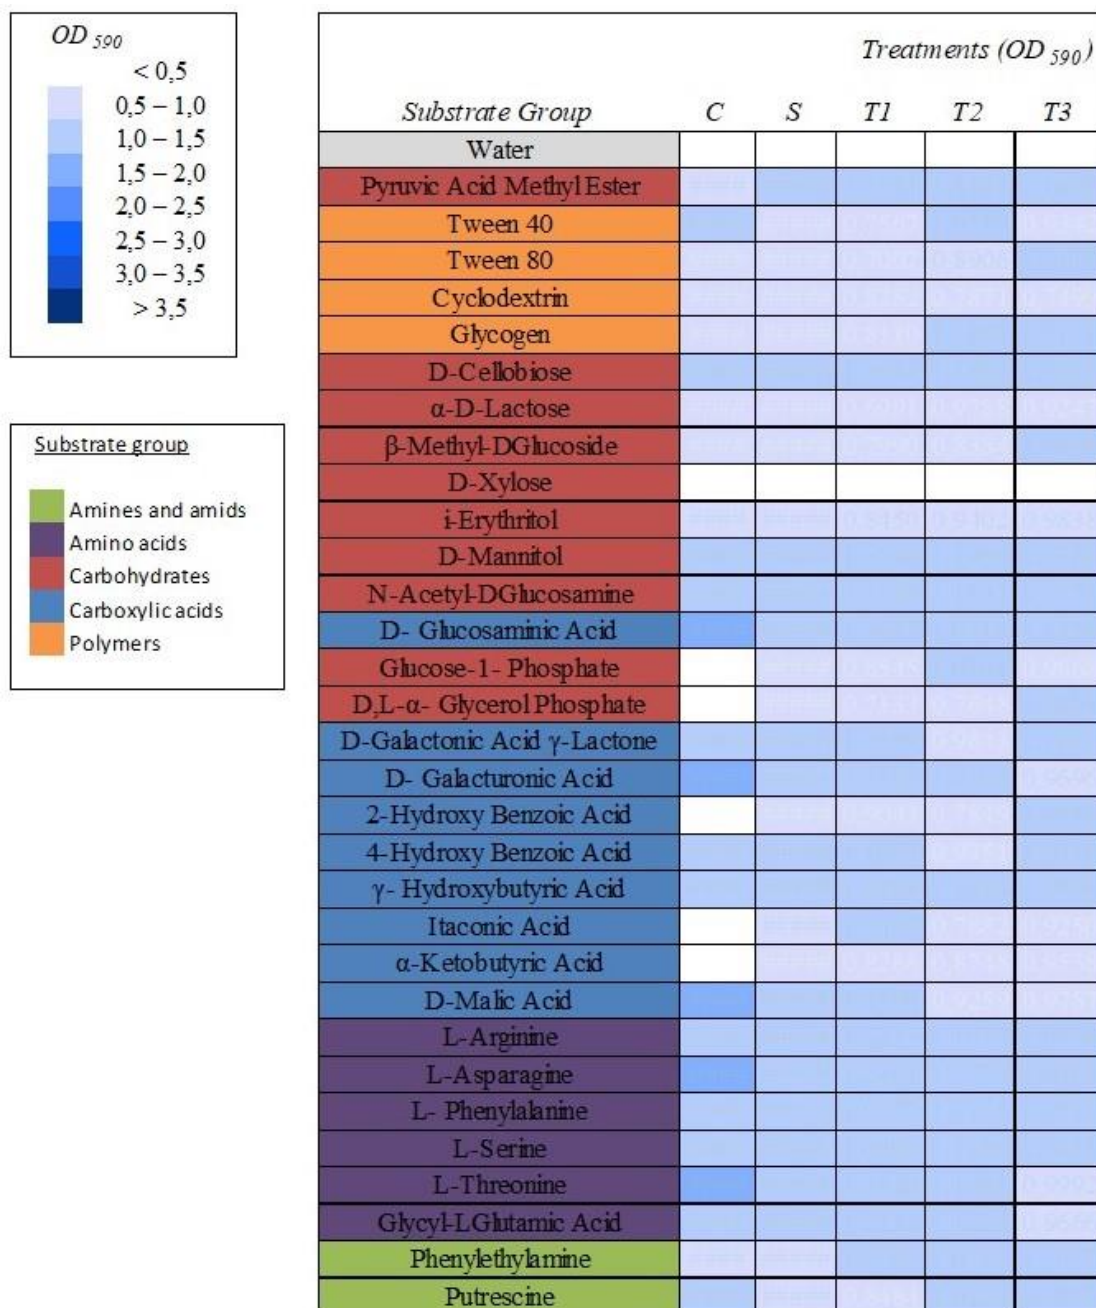 OD 590
< 0,5
0,5 – 1,0
1,0 – 1,5
1,5 – 2,0
2,0 – 2,5
2,5 – 3,0
3,0 – 3,5
> 3,5
Substrate group
Amines and amids
Amino acids
Carbohydrates
Carboxylic acids
Polymers
Treatments (OD 590)
Substrate Group C S T1 T2 T3
Water
Pyruvic Acid Methyl Ester
Tween 40
Tween 80
Cyclodextrin
Glycogen
D-Cellobiose
α-D-Lactose
β-Methyl-DGlucoside
D-Xylose
i-Erythritol
D-Mannitol
N-Acetyl-DGlucosamine
D- Glucosaminic Acid
Glucose-1- Phosphate
D,L-α- Glycerol Phosphate
D-Galactonic Acid γ-Lactone
D- Galacturonic Acid
2-Hydroxy Benzoic Acid
4-Hydroxy Benzoic Acid
γ- Hydroxybutyric Acid
Itaconic Acid
α-Ketobutyric Acid
D-Malic Acid
L-Arginine
L-Asparagine
L- Phenylalanine
L-Serine
L-Threonine
Glycyl-LGlutamic Acid
Phenylethylamine
Putrescine